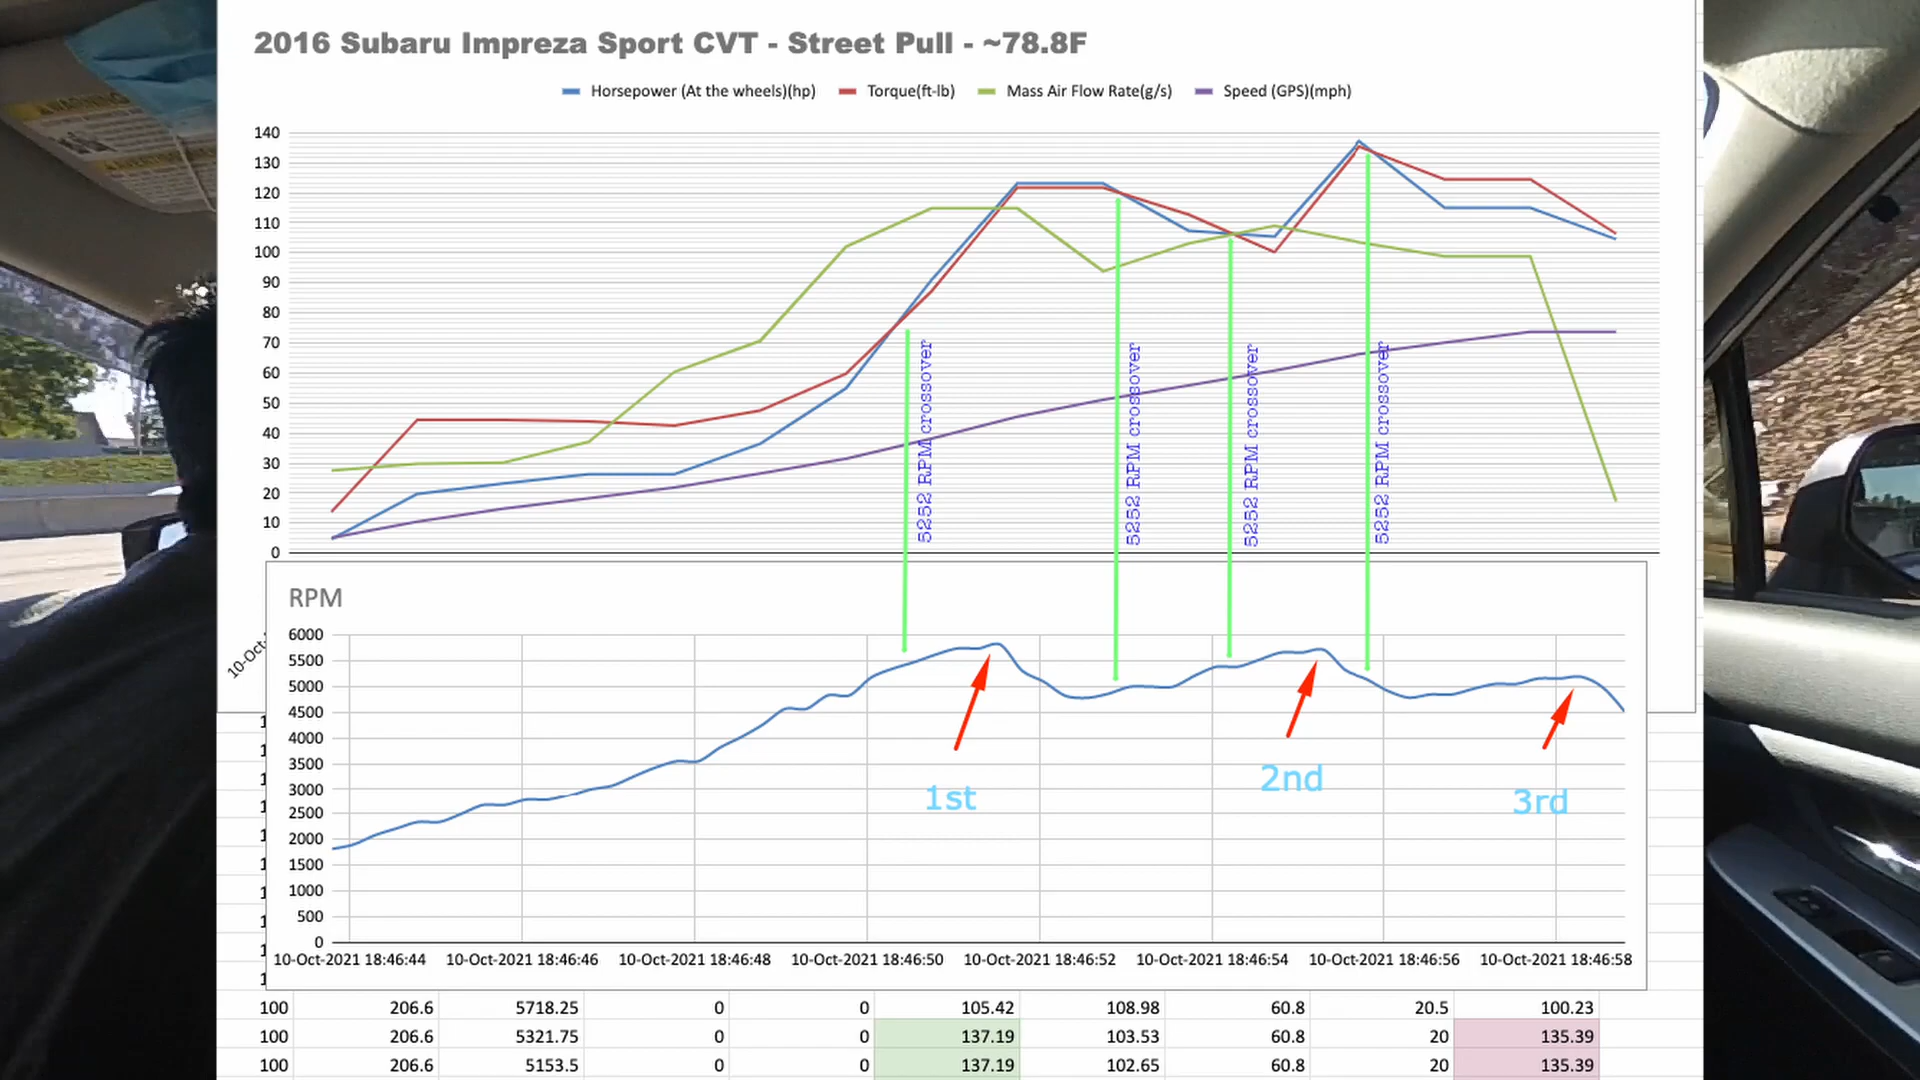 2016 Subaru Impreza Sport CVT - Street Pull - ~78.8F
Horsepower (At the wheels)(hp) Torque(ft-lb) Mass Air Flow Rate(g/s) Speed (GPS)(mph)
140
130
120
110
100
90
80
70
60
50
40
30
20
10
0
5252 RPM crossover
5252 RPM crossover
5252 RPM crossover
5252 RPM crossover
10-Oct-
RPM
6000
5500
5000
4500
4000
3500
3000
2500
2000
1500
1000
500
0
1st
2nd
3rd
10-Oct-2021 18:46:44 10-Oct-2021 18:46:46 10-Oct-2021 18:46:48 10-Oct-2021 18:46:50 10-Oct-2021 18:46:52 10-Oct-2021 18:46:54 10-Oct-2021 18:46:56 10-Oct-2021 18:46:58
100 206.6 5718.25 0 0 105.42 108.98 60.8 20.5 100.23
100 206.6 5321.75 0 0 137.19 103.53 60.8 20 135.39
100 206.6 5153.5 0 0 137.19 102.65 60.8 20 135.39